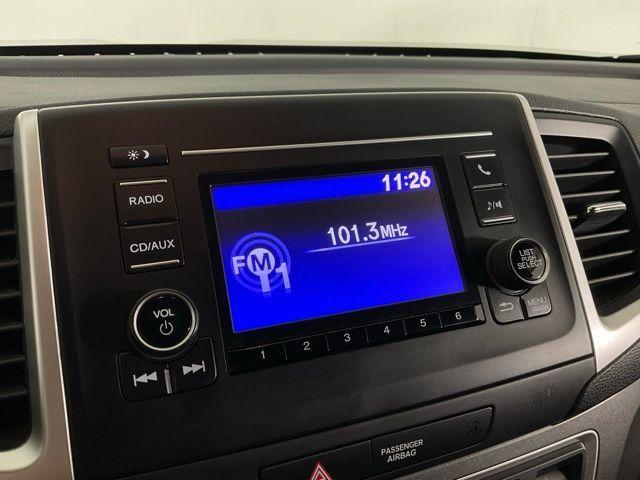 11:26
RADIO
101.3MHz
LIST
PUSH
SELECT
CD/AUX
FM
1
MENU
CLOCK
VOL
1 2 3 4 5 6
PASSENGER
AIRBAG